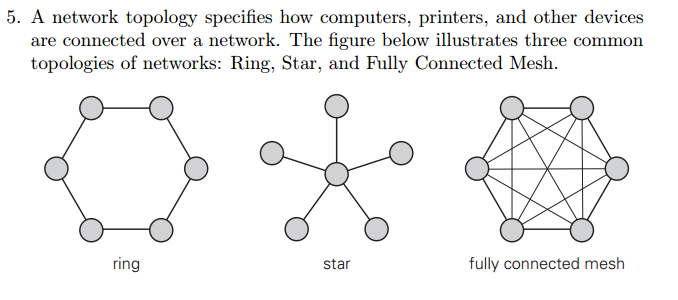 5. A network topology specifies how computers, printers, and other devices
are connected over a network. The figure below illustrates three common
topologies of networks: Ring, Star, and Fully Connected Mesh.
ring
star
fully connected mesh